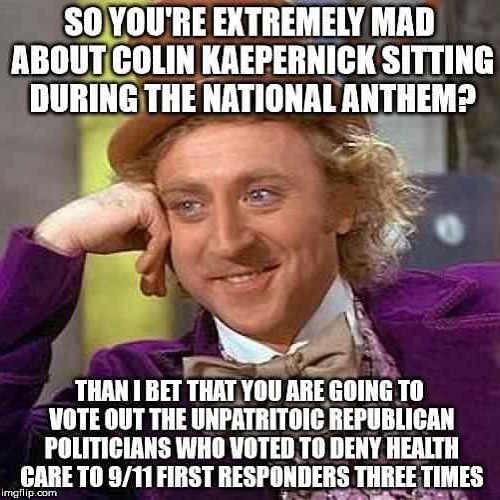 SO YOU'RE EXTREMELY MAD
ABOUT COLIN KAEPERNICK SITTING
DURING THE NATIONAL ANTHEM?
THAN I BET THAT YOU ARE GOING TO
VOTE OUT THE UNPATRITOIC REPUBLICAN
POLITICIANS WHO VOTED TO DENY HEALTH
CARE TO 9/11 FIRST RESPONDERS THREE TIMES
imgflip.com